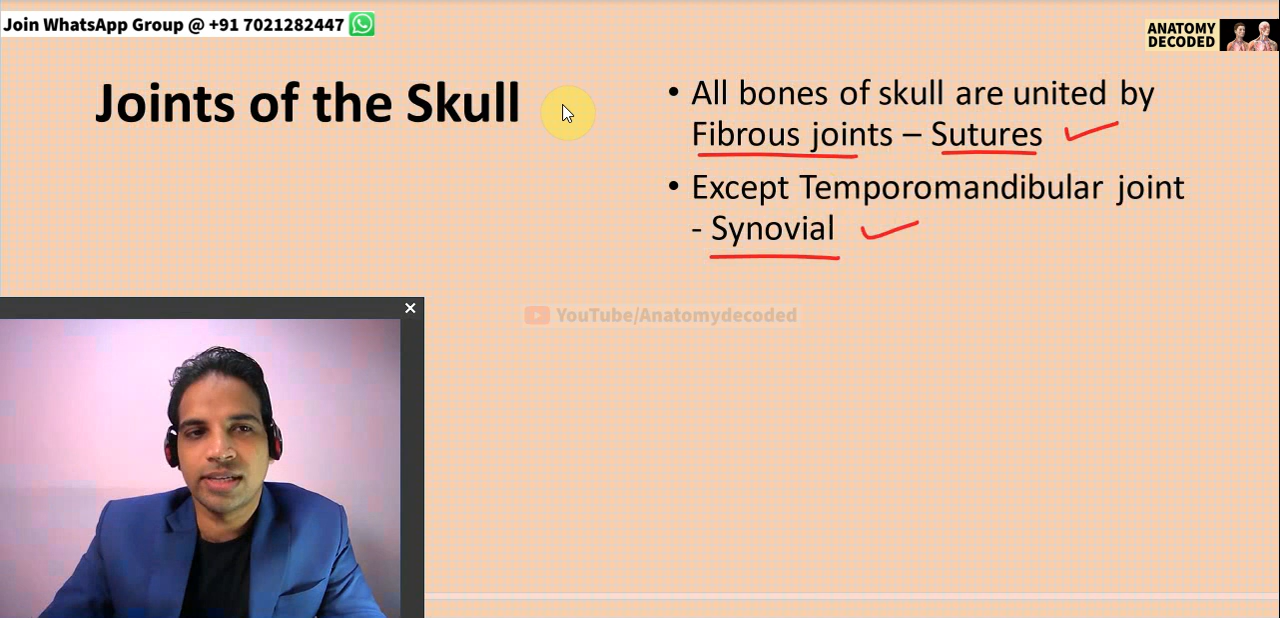 Join WhatsApp Group @ +91 7021282447
ANATOMY
DECODED
Joints of the Skull
• All bones of skull are united by
Fibrous joints – Sutures
• Except Temporomandibular joint
- Synovial
YouTube/Anatomydecoded